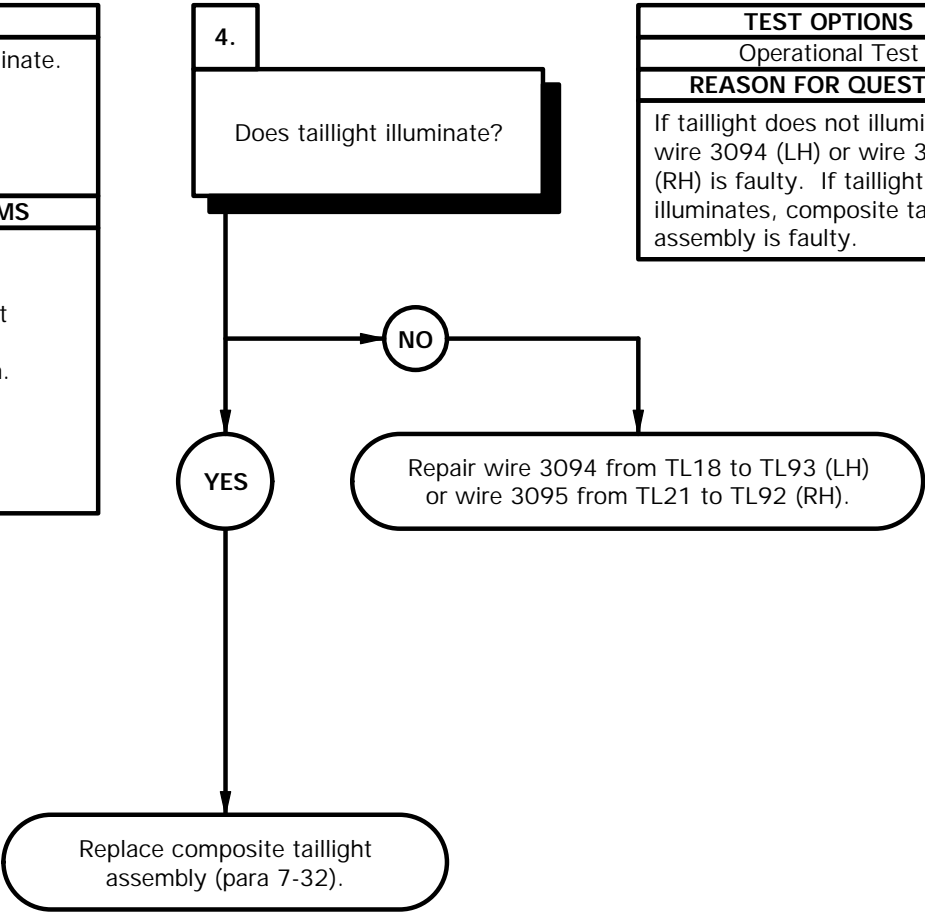 inate.
MS
t
.
4.
Does taillight illuminate?
TEST OPTIONS
Operational Test
REASON FOR QUEST
If taillight does not illumi
wire 3094 (LH) or wire 3
(RH) is faulty. If taillight
illuminates, composite ta
assembly is faulty.
NO
YES
Repair wire 3094 from TL18 to TL93 (LH)
or wire 3095 from TL21 to TL92 (RH).
Replace composite taillight
assembly (para 7-32).